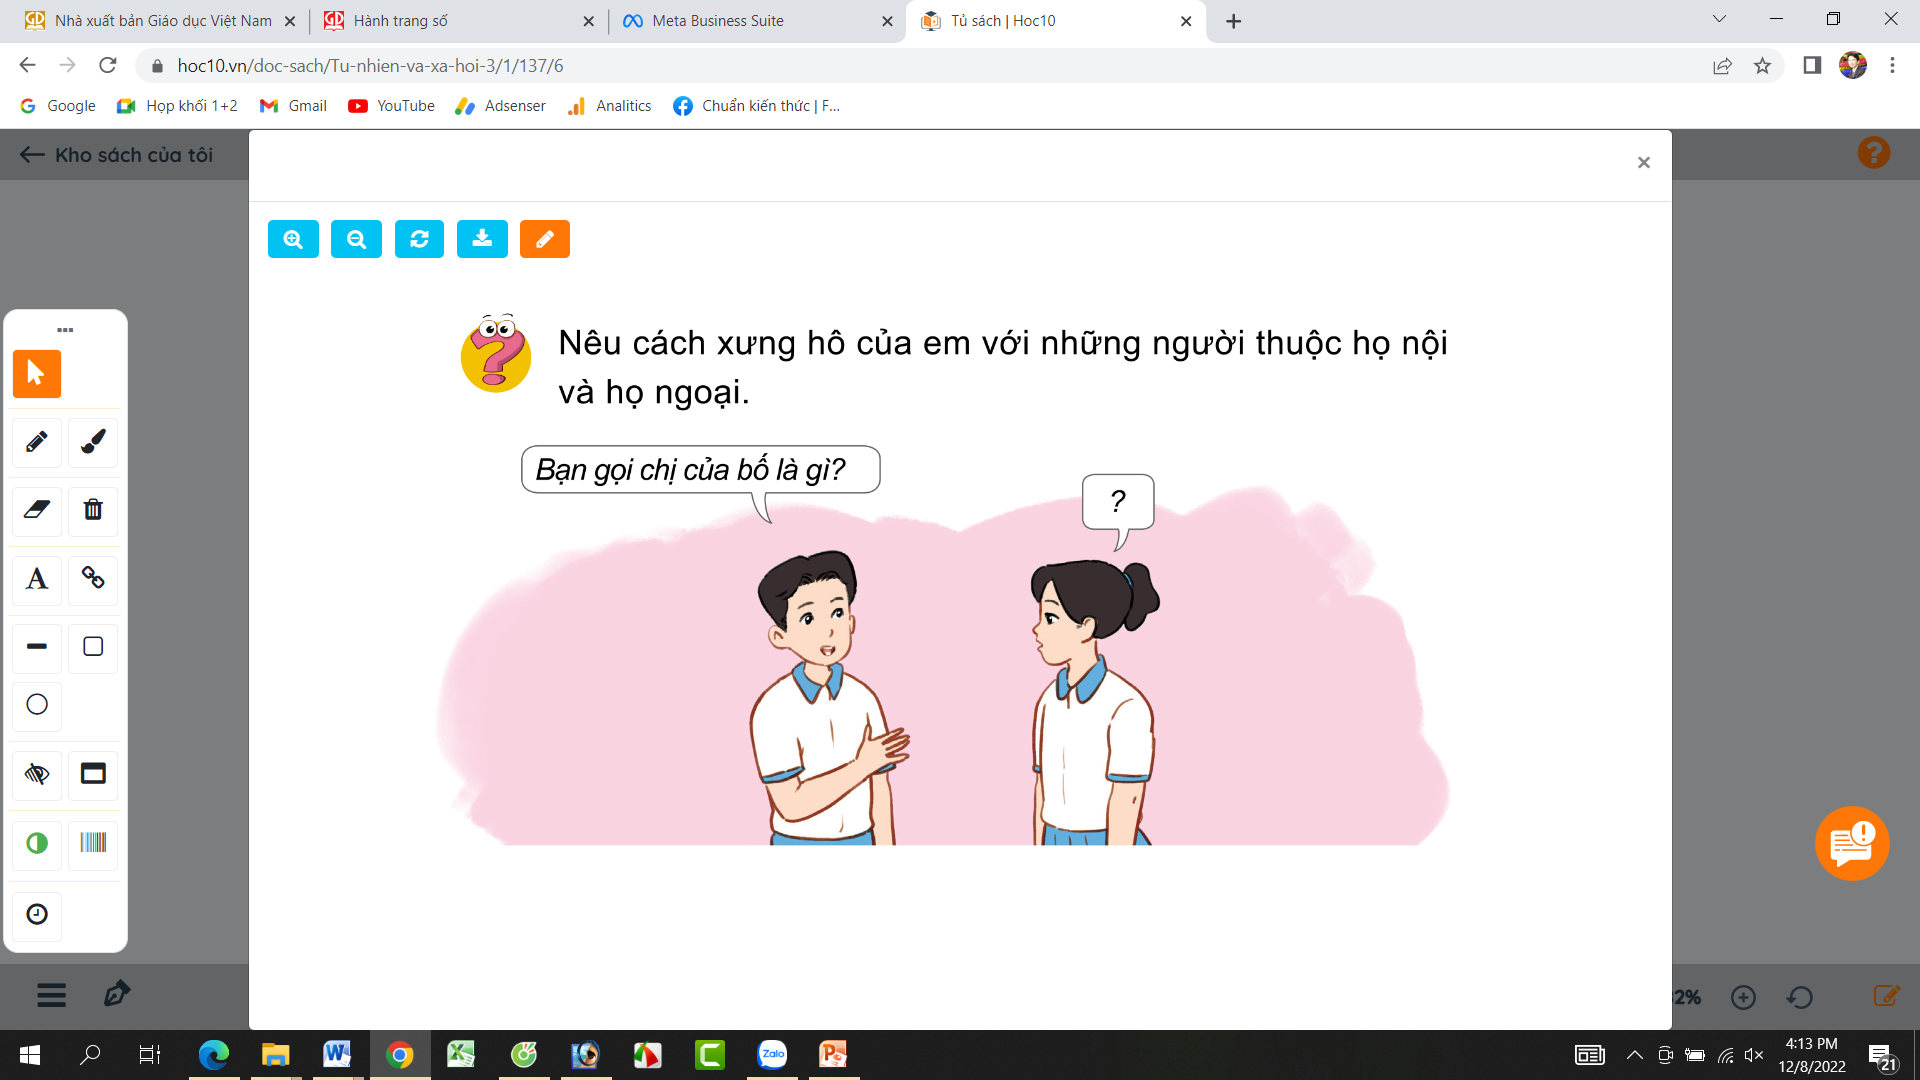 Nhà xuất bản Giáo dục Việt Nam
Hành trang số
Meta Business Suite
Tủ sách | Hoc10
hoc10.vn/doc-sach/Tu-nhien-va-xa-hoi-3/1/137/6
Google
Họp khối 1+2
Gmail
YouTube
Adsenser
Analitics
Chuẩn kiến thức | F...
Kho sách của tôi
Nêu cách xưng hô của em với những người thuộc họ nội
và họ ngoại.
Bạn gọi chị của bố là gì?
?
A
2%
Zalo
4:13 PM
12/8/2022
21